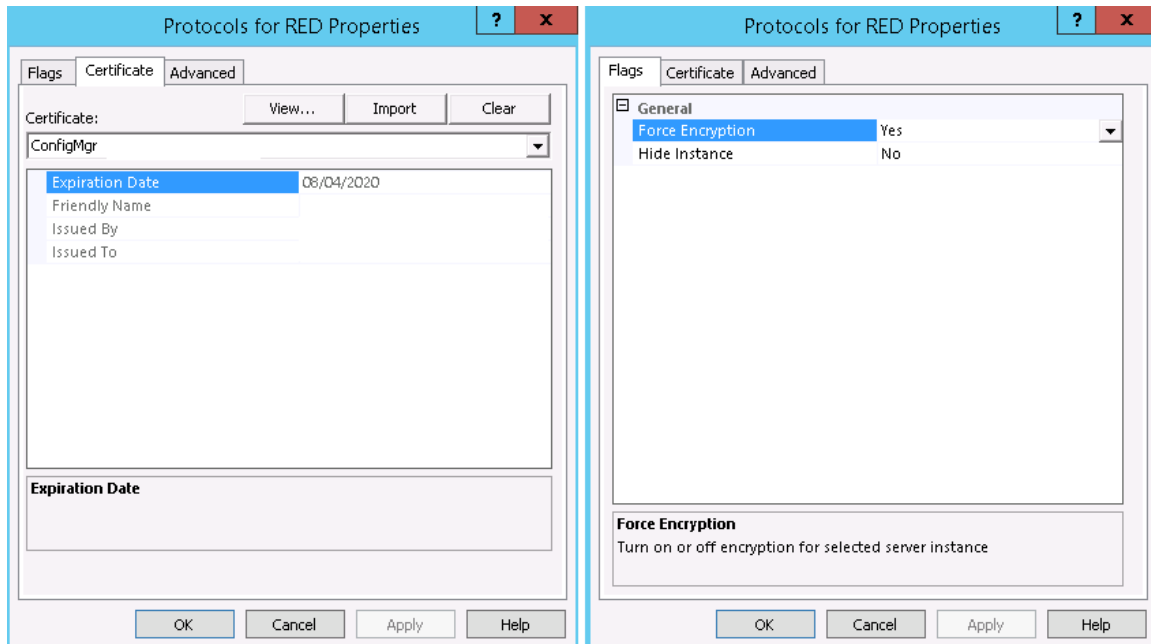 Protocols for RED Properties
? x
Flags Certificate Advanced
View... Import Clear
Certificate:
ConfigMgr
Expiration Date 08/04/2020
Friendly Name
Issued By
Issued To
Expiration Date
OK Cancel Apply Help
Protocols for RED Properties
? x
Flags Certificate Advanced
General
Force Encryption Yes
Hide Instance No
Force Encryption
Turn on or off encryption for selected server instance
OK Cancel Apply Help